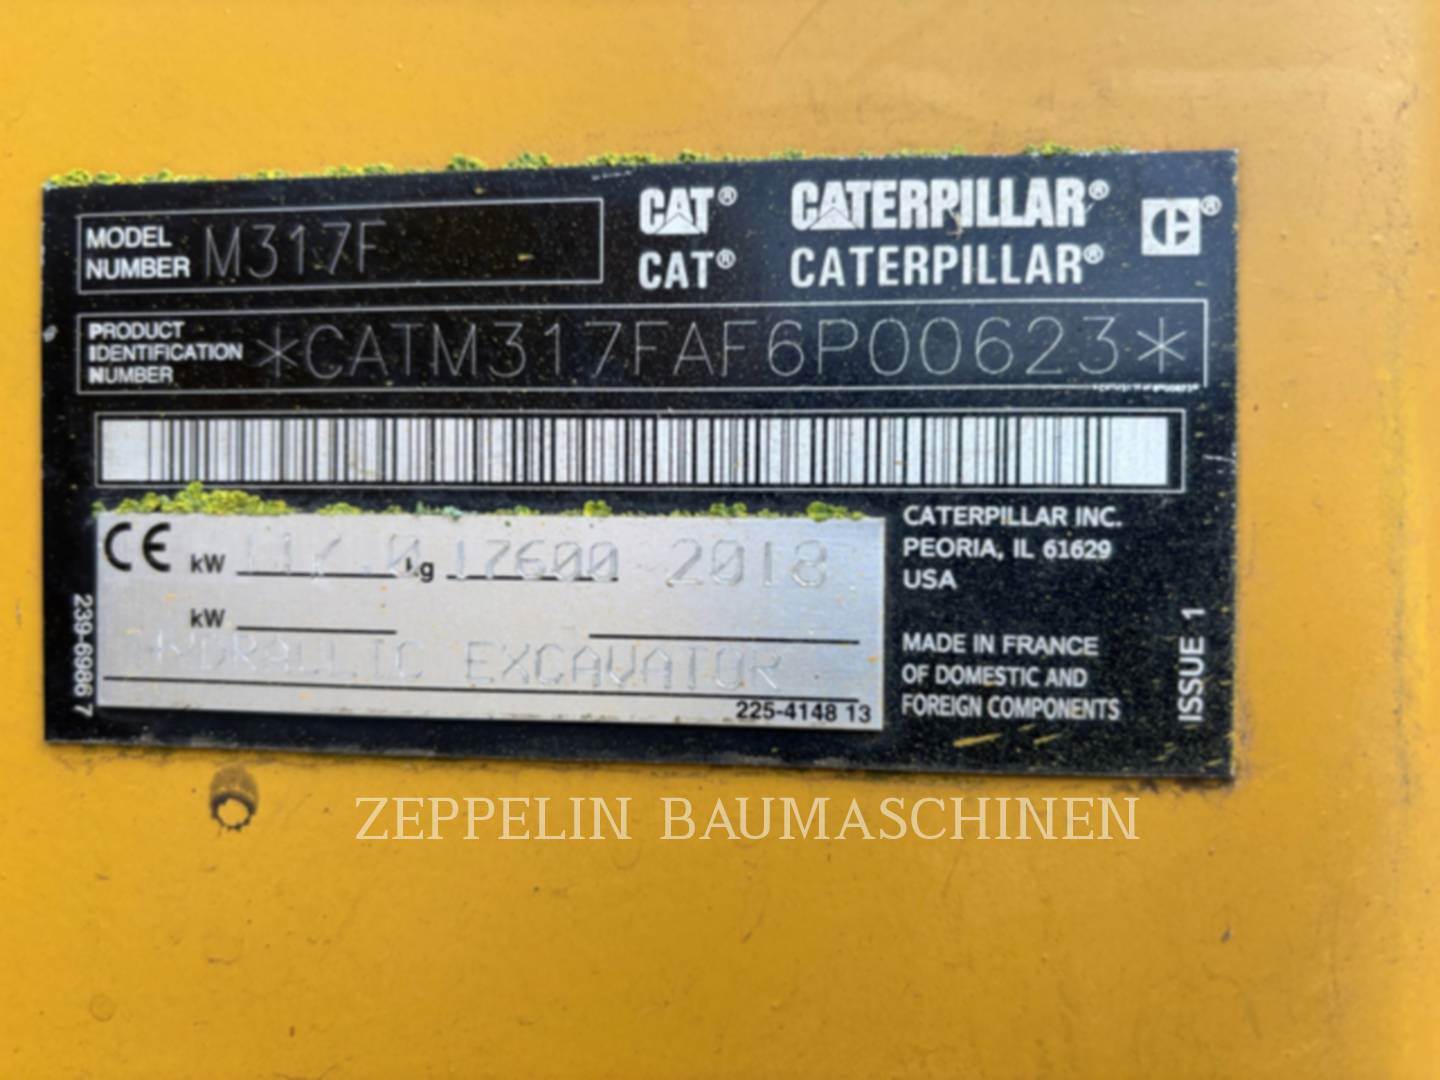 MODEL NUMBER M317F
CAT® CATERPILLAR®
CAT® CATERPILLAR®
PRODUCT IDENTIFICATION NUMBER *CATM317FAF6P00623*
CE kW kg 17600 2018
kW
HYDRAULIC EXCAVATOR
225-4148 13
239-6986 7
CATERPILLAR INC.
PEORIA, IL 61629
USA
MADE IN FRANCE
OF DOMESTIC AND
FOREIGN COMPONENTS
ISSUE 1
ZEPPELIN BAUMASCHINEN